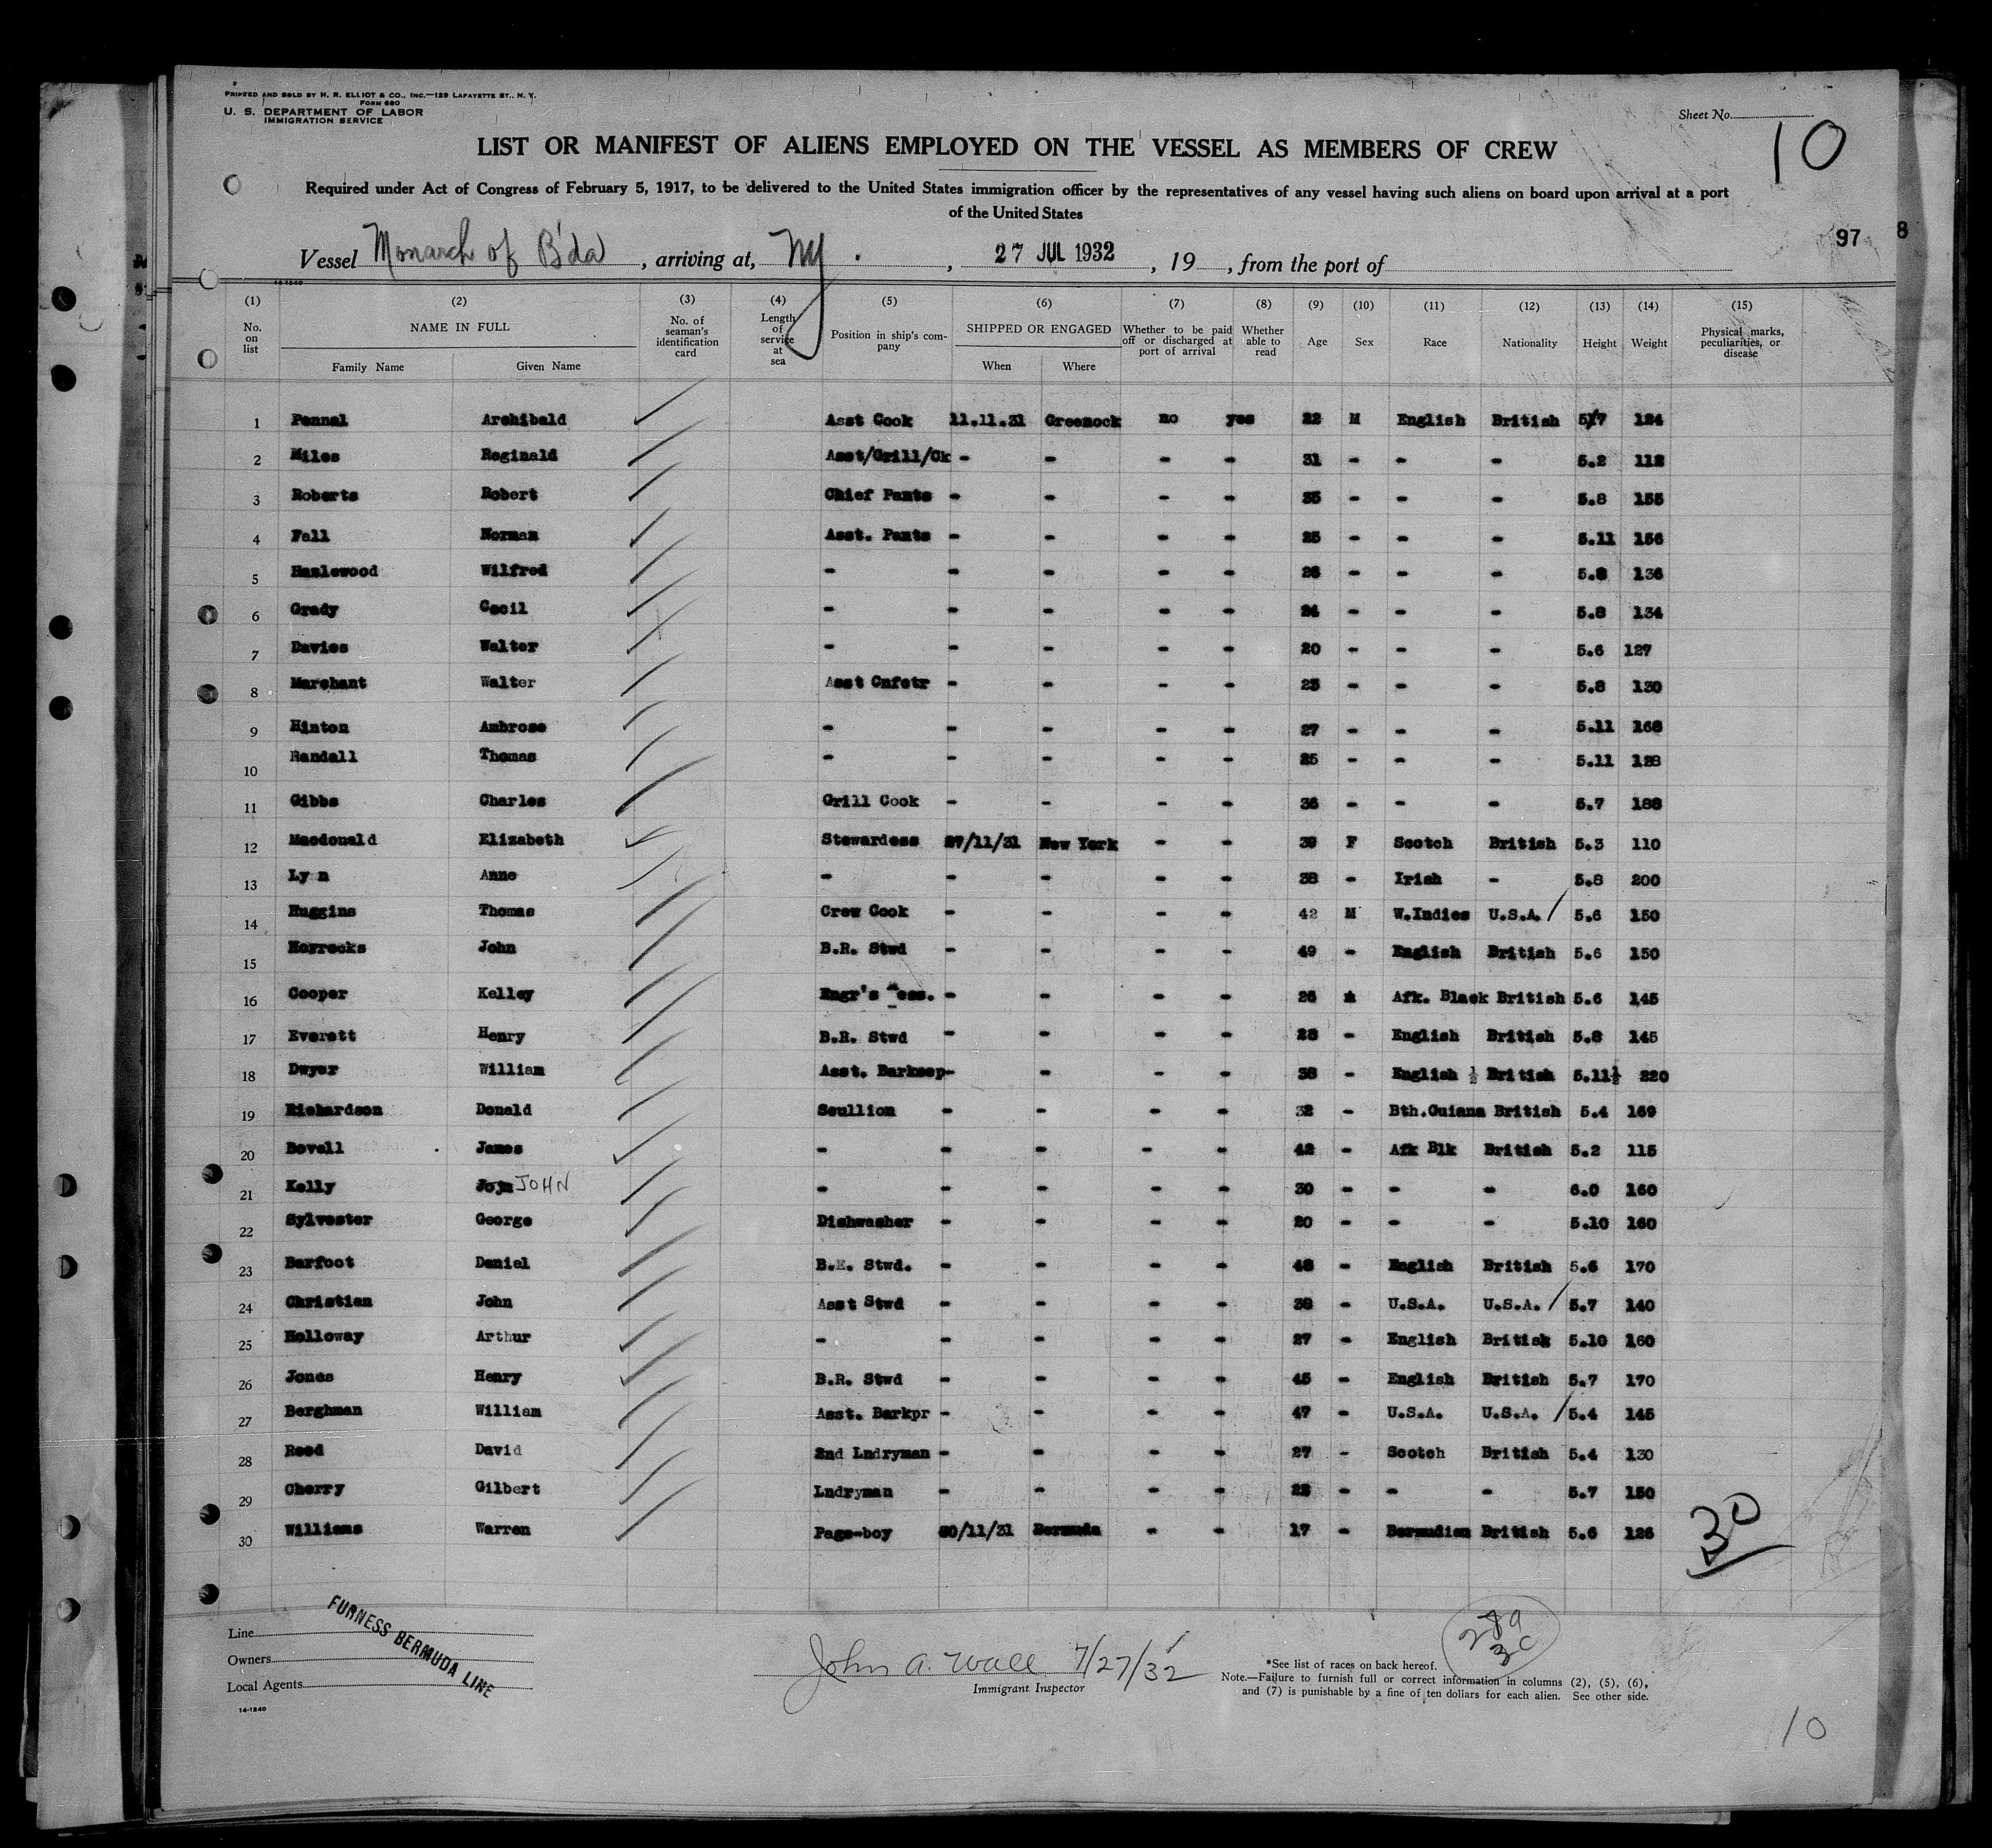 PRINTED AND SOLD BY H. R. ELLIOT & CO., INC.—129 LAFAYETTE ST., N. Y.
FORM 680
U. S. DEPARTMENT OF LABOR
IMMIGRATION SERVICE
Sheet No.
10
LIST OR MANIFEST OF ALIENS EMPLOYED ON THE VESSEL AS MEMBERS OF CREW
Required under Act of Congress of February 5, 1917, to be delivered to the United States immigration officer by the representatives of any vessel having such aliens on board upon arrival at a port
of the United States
97 8
Vessel Monarch of B'da, arriving at, Ny., 27 JUL 1932, 19 , from the port of
14-1240
(1) (2) (3) (4) (5) (6) (7) (8) (9) (10) (11) (12) (13) (14) (15)
No. on list NAME IN FULL Family Name Given Name No. of seaman's identification card Length of service at sea Position in ship's company SHIPPED OR ENGAGED When Where Whether to be paid off or discharged at port of arrival Whether able to read Age Sex Race Nationality Height Weight Physical marks, peculiarities, or disease
1 Pennal Archibald Asst Cook 11.11.31 Greenock no yes 22 M English British 5/7 124
2 Miles Reginald Asst/Grill/Ck - - - - 31 - - - 5.2 112
3 Roberts Robert Chief Pants - - - - 35 - - - 5.8 155
4 Fall Norman Asst. Pants - - - - 25 - - - 5.11 156
5 Hazlewood Wilfred - - - - - 26 - - - 5.8 136
6 Grady Cecil - - - - - 24 - - - 5.8 134
7 Davies Walter - - - - - 20 - - - 5.6 127
8 Marchant Walter Asst Cnfctr - - - - 23 - - - 5.8 130
9 Hinton Ambrose - - - - - 27 - - - 5.11 168
10 Randall Thomas - - - - - 25 - - - 5.11 128
11 Gibbs Charles Grill Cook - - - - 36 - - - 5.7 188
12 Macdonald Elizabeth Stewardess 27/11/31 New York - - 39 F Scotch British 5.3 110
13 Ly n Anne - - - - - 38 - Irish - 5.8 200
14 Huggins Thomas Crew Cook - - - - 42 M W.Indies U.S.A. / 5.6 150
15 Horrocks John B.R. Stwd - - - - 49 - English British 5.6 150
16 Cooper Kelley Engr's Mess. - - - - 26 Afk. Black British 5.6 145
17 Everett Henry B.R. Stwd - - - - 28 - English British 5.8 145
18 Dwyer William Asst. Barkeep- - - - 38 - English ½ British 5.11½ 220
19 Richardson Donald Scullion - - - - 32 - Bth.Guiana British 5.4 169
20 Bovell James - - - - - 42 - Afk Blk British 5.2 115
21 Kelly JOHN - - - - - 30 - - - 6.0 160
22 Sylvester George Dishwasher - - - - 20 - - - 5.10 160
23 Barfoot Daniel B.R. Stwd. - - - - 48 - English British 5.6 170
24 Christian John Asst Stwd - - - - 38 - U.S.A. U.S.A. / 5.7 140
25 Holloway Arthur - - - - - 27 - English British 5.10 160
26 Jones Henry B.R. Stwd - - - - 45 - English British 5.7 170
27 Berghman William Asst. Barkpr - - - - 47 - U.S.A. U.S.A. / 5.4 145
28 Reed David 2nd Lndryman - - - - 27 - Scotch British 5.4 130
29 Cherry Gilbert Lndryman - - - - - - - 5.7 150
30 Williams Warren Page-boy 30/11/31 Bermuda - - 17 - Bermudian British 5.6 126
30
Line
Owners
Local Agents
FURNESS BERMUDA LINE
14-1240
John A. Wall 7/27/32
Immigrant Inspector
*See list of races on back hereof.
Note.—Failure to furnish full or correct information in columns (2), (5), (6),
and (7) is punishable by a fine of ten dollars for each alien. See other side.
10